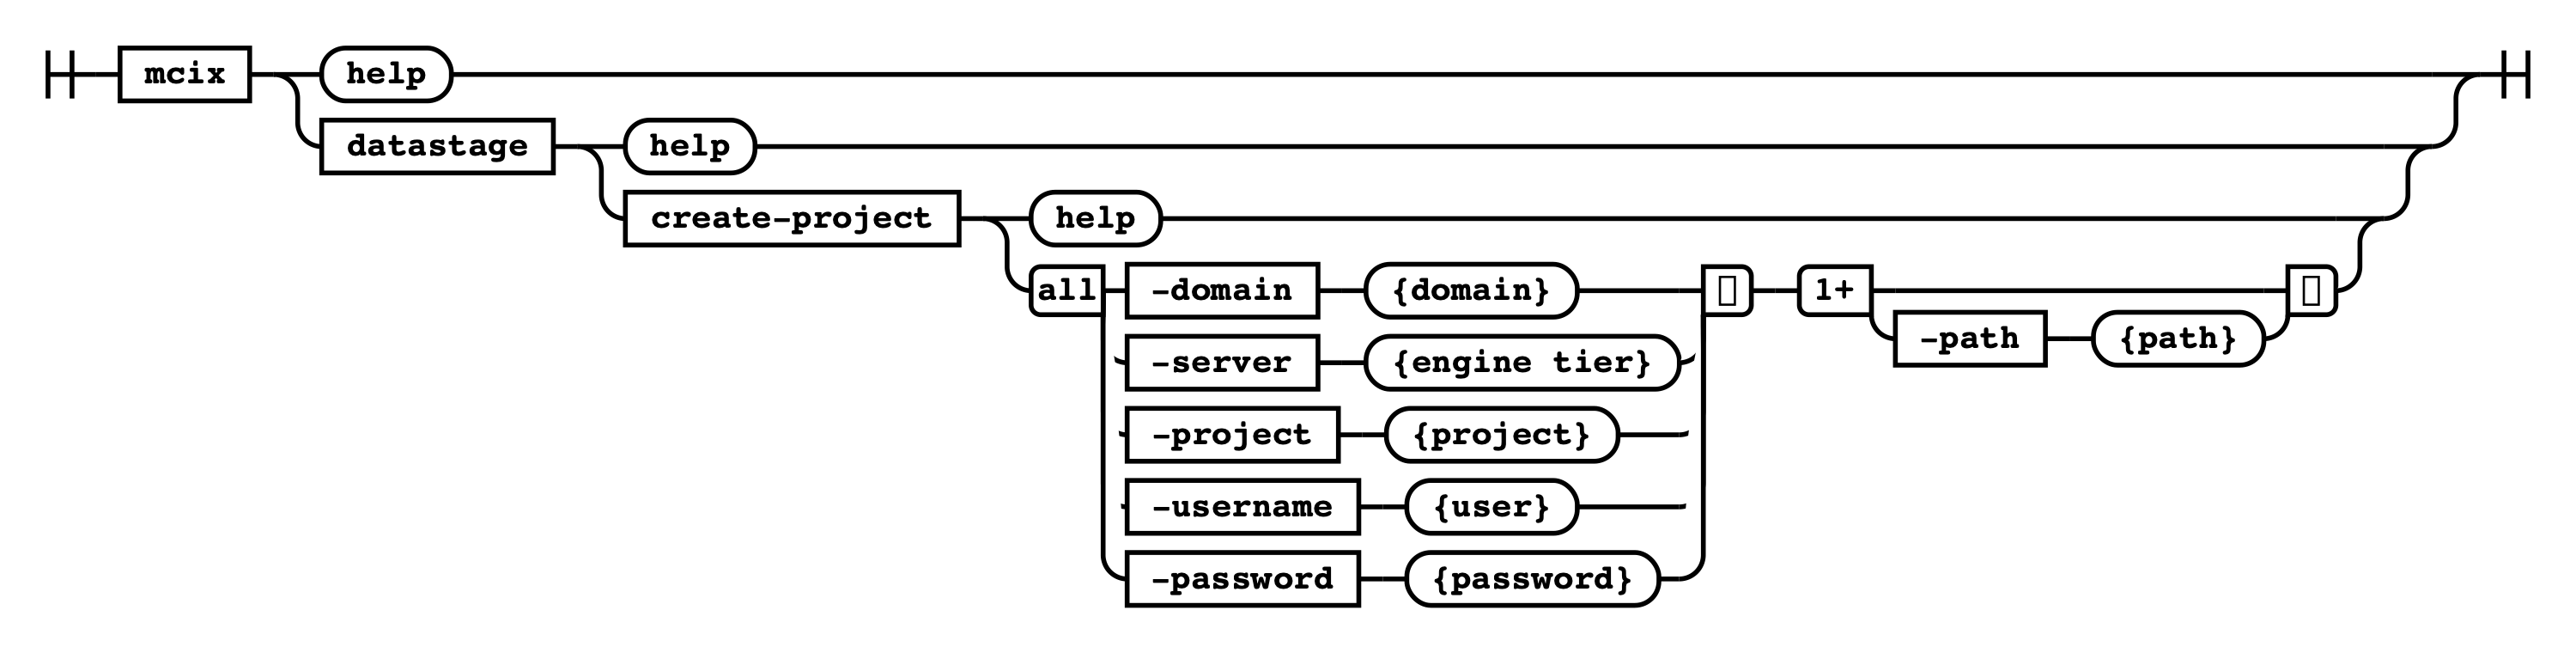 mcix help
datastage help
create-project help
all -domain {domain} 1+
-path {path}
-server {engine tier}
-project {project}
-username {user}
-password {password}